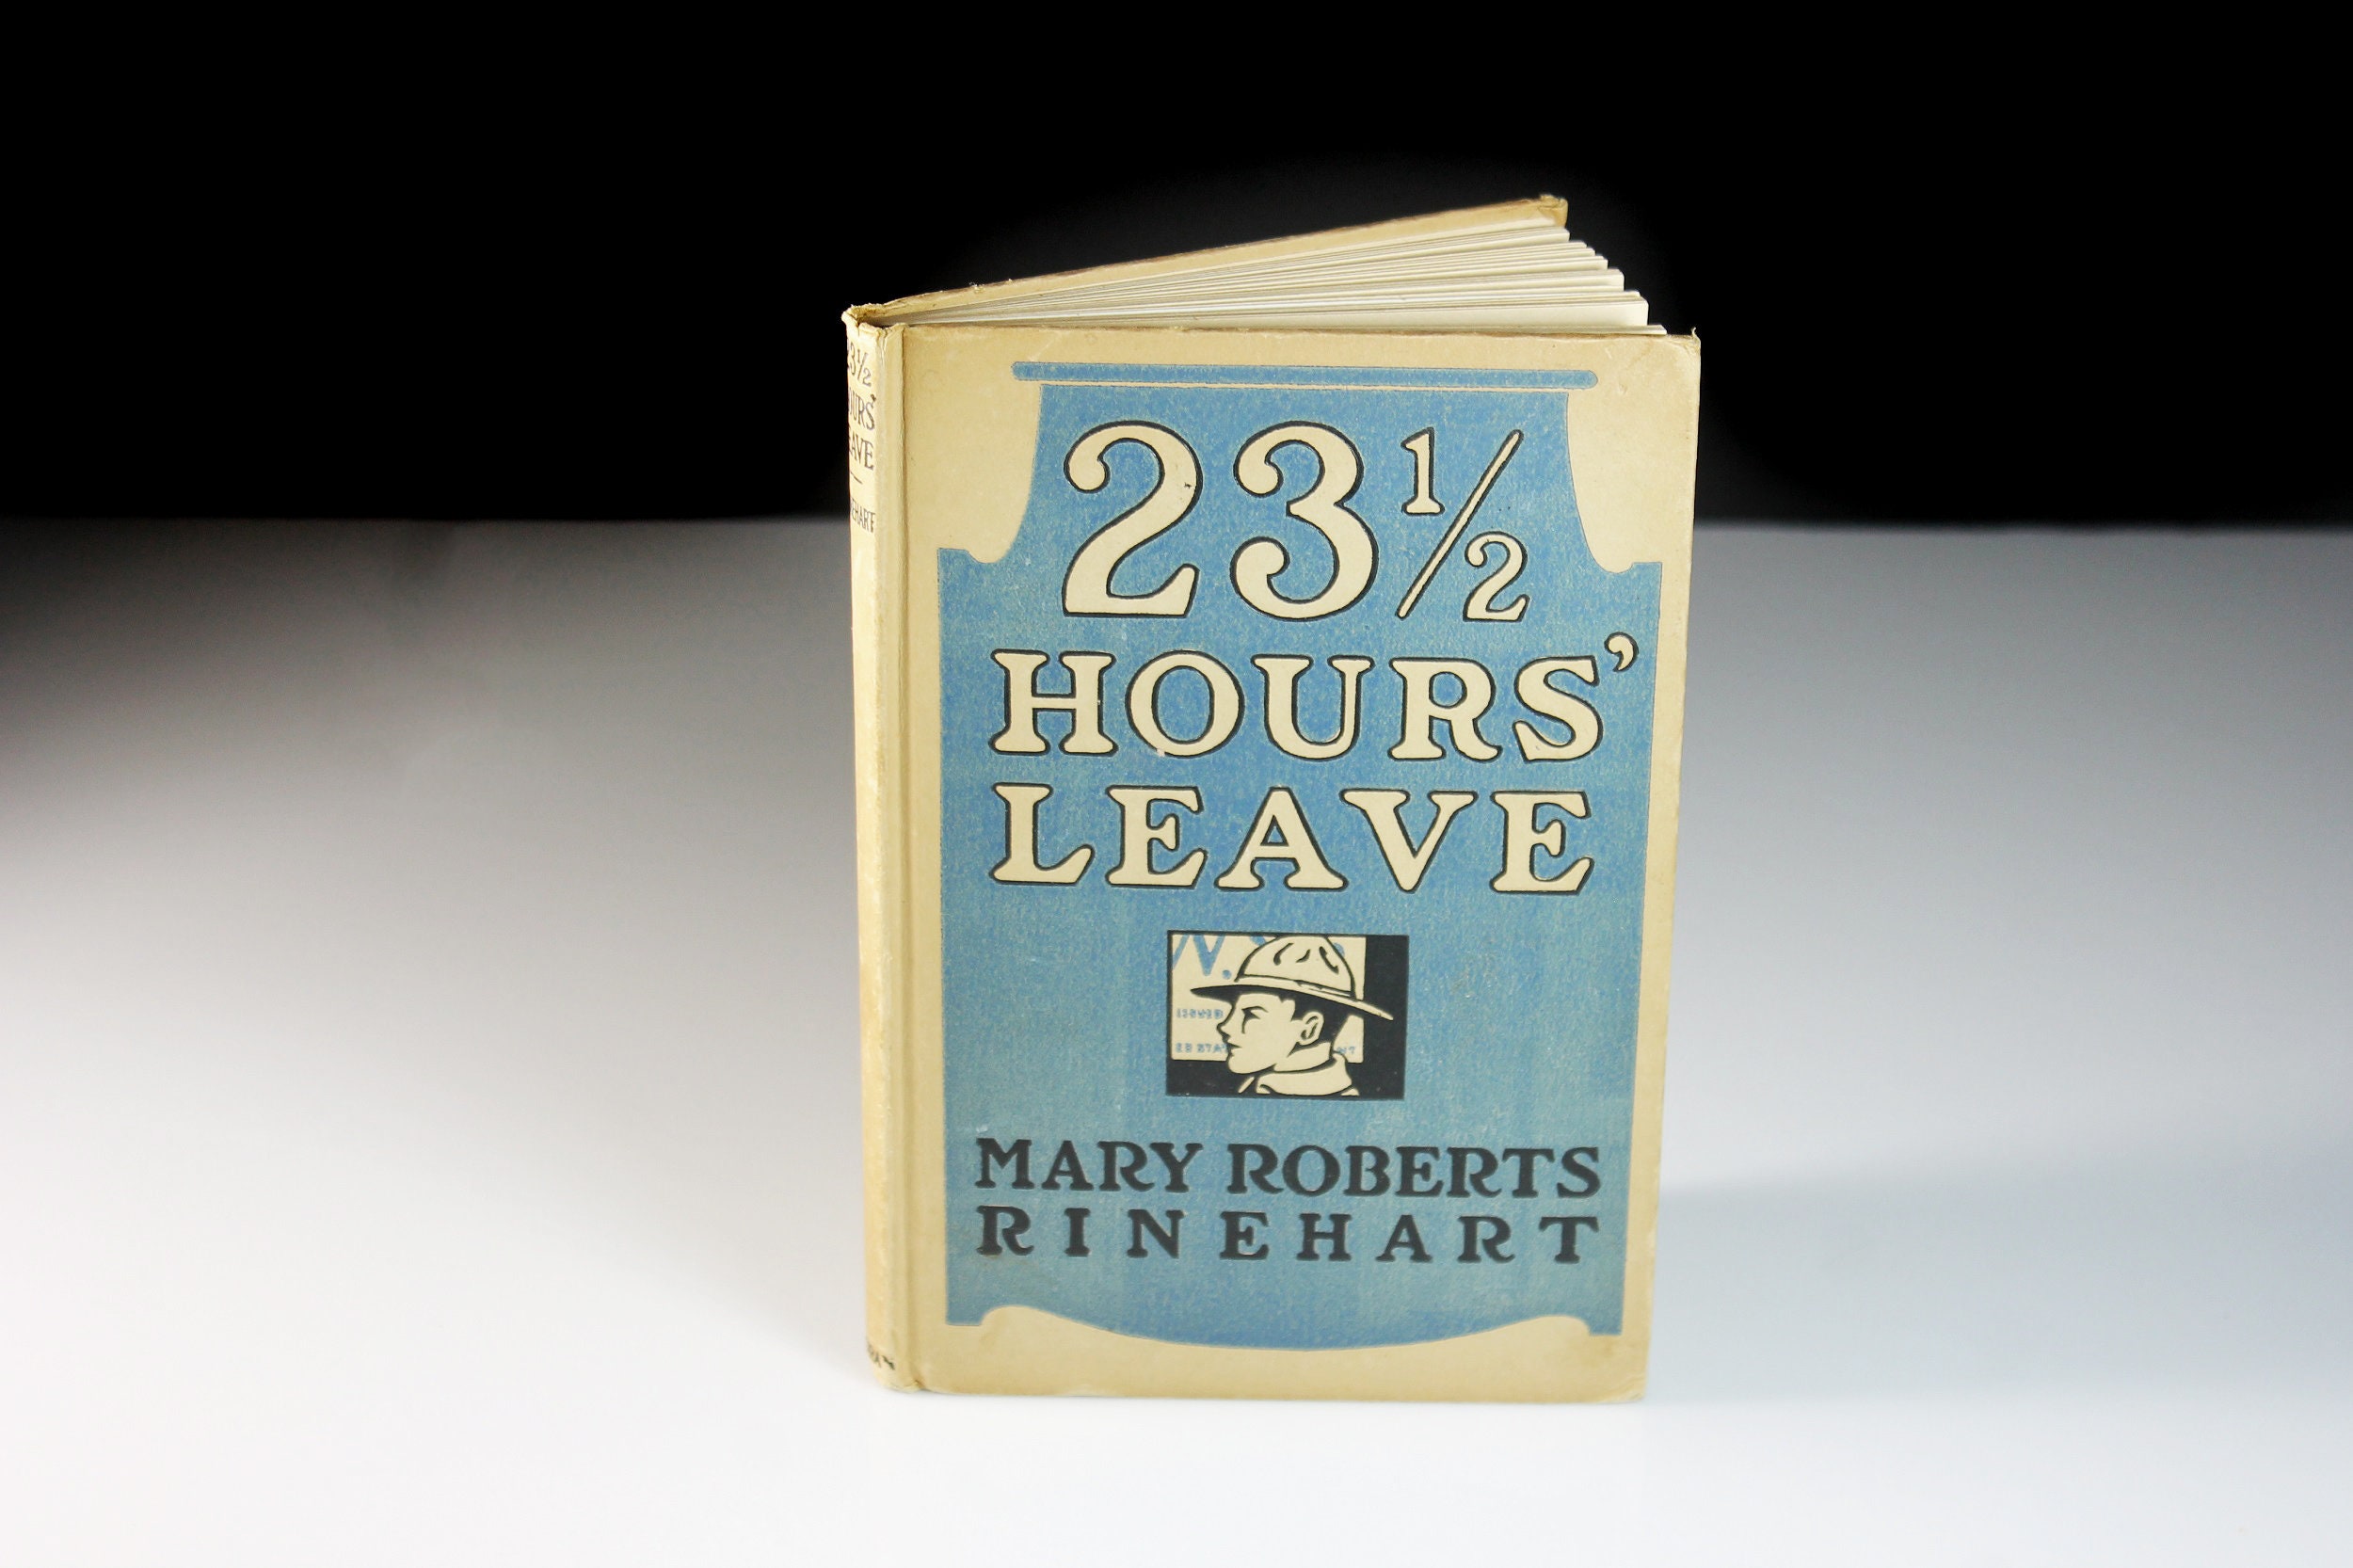 23½
HOURS'
LEAVE
MARY ROBERTS
RINEHART